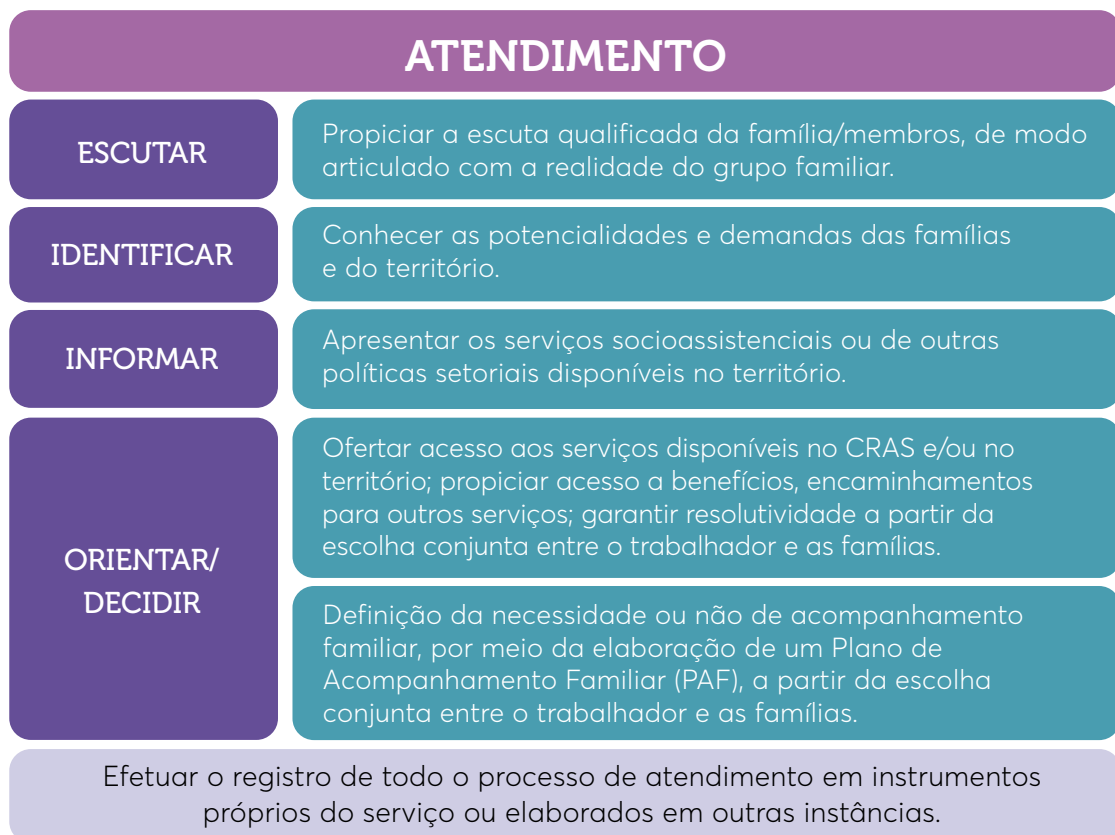 ATENDIMENTO
ESCUTAR
Propiciar a escuta qualificada da família/membros, de modo
articulado com a realidade do grupo familiar.
IDENTIFICAR
Conhecer as potencialidades e demandas das famílias
e do território.
INFORMAR
Apresentar os serviços socioassistenciais ou de outras
políticas setoriais disponíveis no território.
ORIENTAR/
DECIDIR
Ofertar acesso aos serviços disponíveis no CRAS e/ou no
território; propiciar acesso a benefícios, encaminhamentos
para outros serviços; garantir resolutividade a partir da
escolha conjunta entre o trabalhador e as famílias.
Definição da necessidade ou não de acompanhamento
familiar, por meio da elaboração de um Plano de
Acompanhamento Familiar (PAF), a partir da escolha
conjunta entre o trabalhador e as famílias.
Efetuar o registro de todo o processo de atendimento em instrumentos
próprios do serviço ou elaborados em outras instâncias.